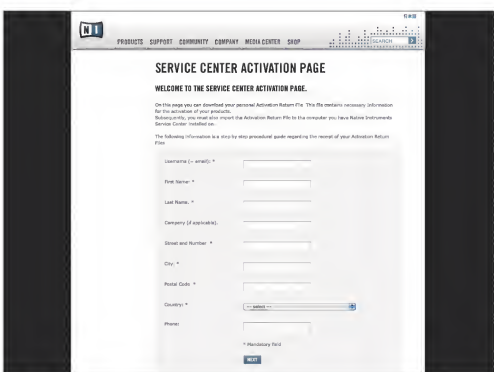 NI
PRODUCTS SUPPORT COMMUNITY COMPANY MEDIA CENTER SHOP
SEARCH
SERVICE CENTER ACTIVATION PAGE
WELCOME TO THE SERVICE CENTER ACTIVATION PAGE.
On this page you can download your personal Activation Return File. This file contains necessary information
for the activation of your products.
Subsequently, you must also import the Activation Return File to the computer you have Native Instruments
Service Center installed on.
The following information is a step by step procedural guide regarding the receipt of your Activation Return
File:
Username (= email): *
First Name: *
Last Name: *
Company (if applicable):
Street and Number *
City: *
Postal Code *
Country: *
--- select ---
Phone:
* Mandatory field
NEXT